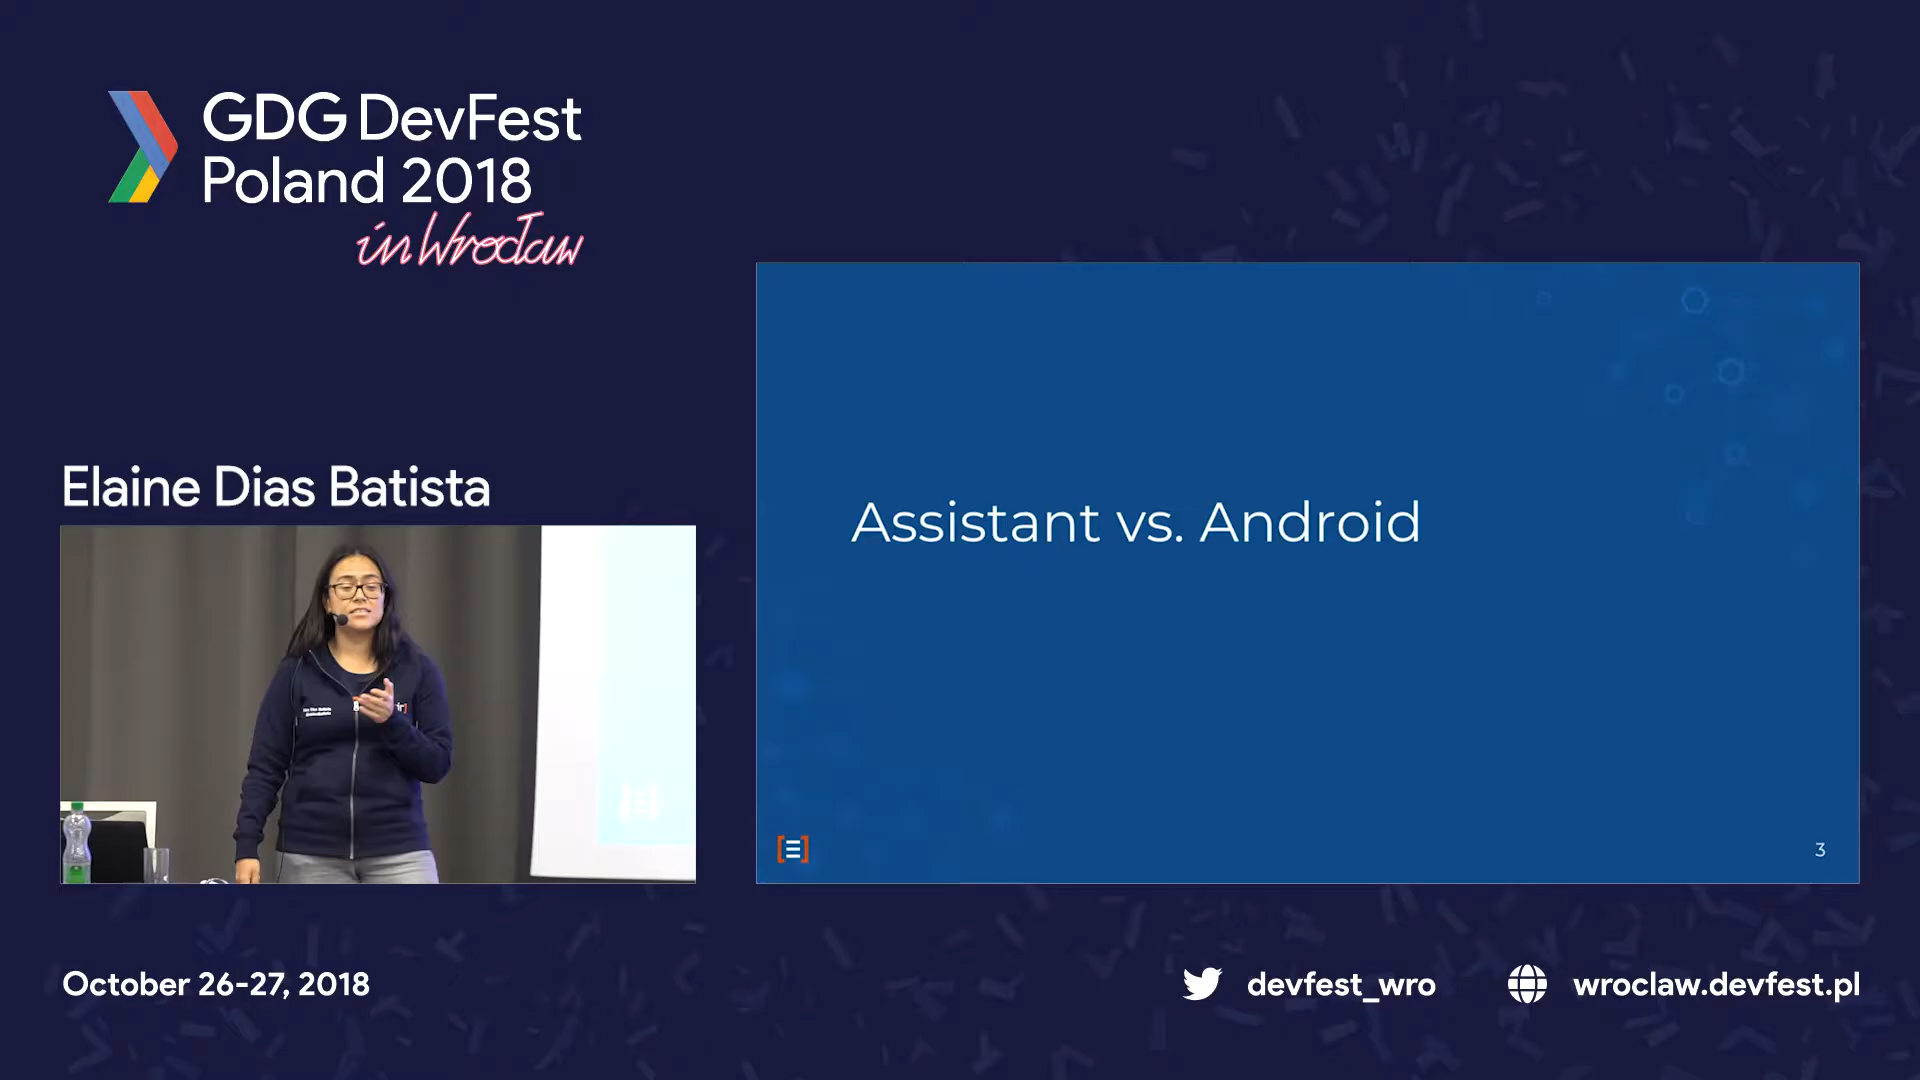 GDG DevFest
Poland 2018
in Wrocław
Elaine Dias Batista
Assistant vs. Android
3
October 26-27, 2018
devfest_wro
wroclaw.devfest.pl